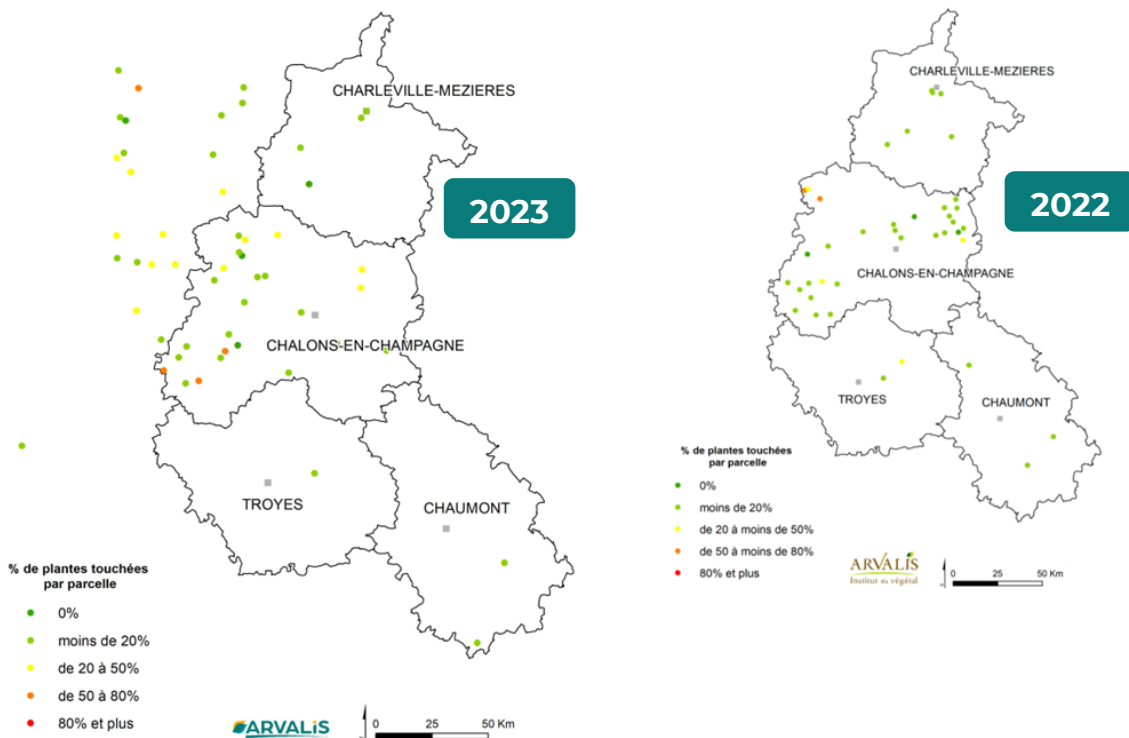 CHARLEVILLE-MEZIERES
2023
CHALONS-EN-CHAMPAGNE
TROYES
CHAUMONT
% de plantes touchées
par parcelle
0%
moins de 20%
de 20 à 50%
de 50 à 80%
80% et plus
ARVALIS
0 25 50 Km
CHARLEVILLE-MEZIERES
2022
CHALONS-EN-CHAMPAGNE
TROYES
CHAUMONT
% de plantes touchées
par parcelle
0%
moins de 20%
de 20 à moins de 50%
de 50 à moins de 80%
80% et plus
ARVALIS
Institut du végétal
0 25 50 Km